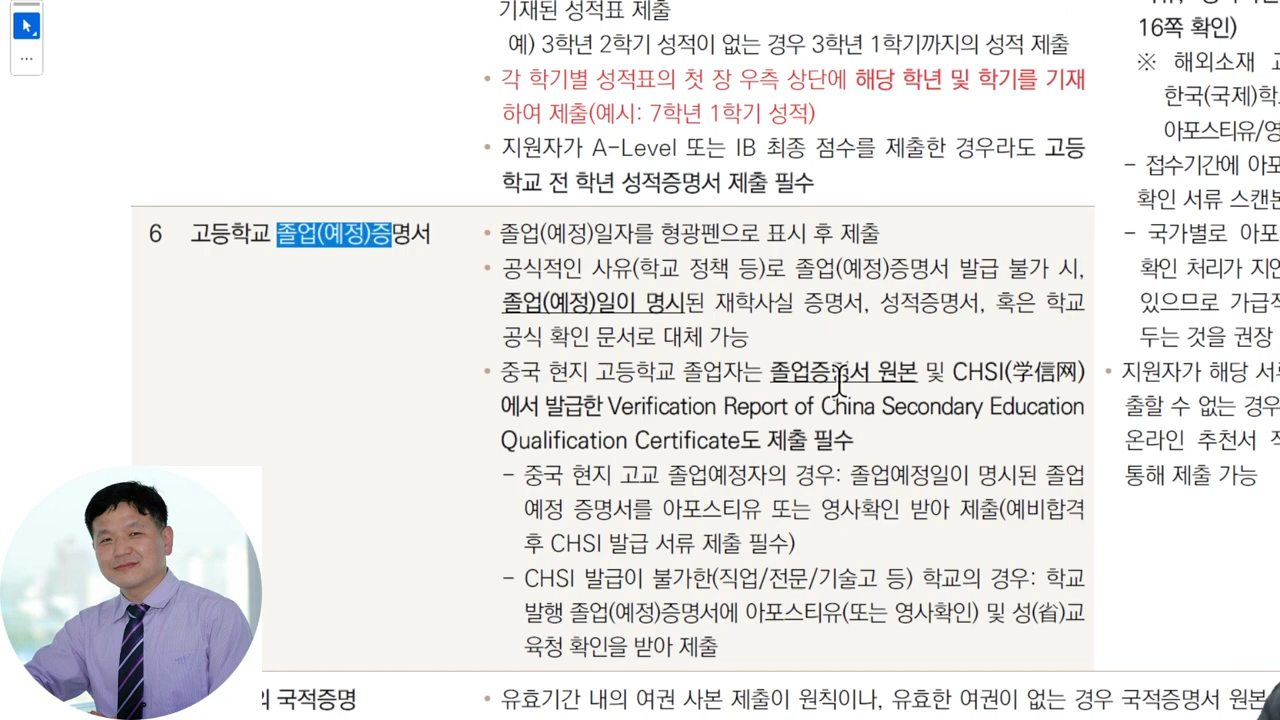 기재된 성적표 제출
예) 3학년 2학기 성적이 없는 경우 3학년 1학기까지의 성적 제출
• 각 학기별 성적표의 첫 장 우측 상단에 해당 학년 및 학기를 기재
하여 제출(예시: 7학년 1학기 성적)
• 지원자가 A-Level 또는 IB 최종 점수를 제출한 경우라도 고등
학교 전 학년 성적증명서 제출 필수
6 고등학교 졸업(예정)증명서
• 졸업(예정)일자를 형광펜으로 표시 후 제출
• 공식적인 사유(학교 정책 등)로 졸업(예정)증명서 발급 불가 시,
졸업(예정)일이 명시된 재학사실 증명서, 성적증명서, 혹은 학교
공식 확인 문서로 대체 가능
• 중국 현지 고등학교 졸업자는 졸업증명서 원본 및 CHSI(学信网)
에서 발급한 Verification Report of China Secondary Education
Qualification Certificate도 제출 필수
- 중국 현지 고교 졸업예정자의 경우: 졸업예정일이 명시된 졸업
예정 증명서를 아포스티유 또는 영사확인 받아 제출(예비합격
후 CHSI 발급 서류 제출 필수)
- CHSI 발급이 불가한(직업/전문/기술고 등) 학교의 경우: 학교
발행 졸업(예정)증명서에 아포스티유(또는 영사확인) 및 성(省)교
육청 확인을 받아 제출
국적증명
• 유효기간 내의 여권 사본 제출이 원칙이나, 유효한 여권이 없는 경우 국적증명서 원본
16쪽 확인)
※ 해외소재
한국(국제)학
아포스티유/영
- 접수기간에 아포
확인 서류 스캔본
- 국가별로 아포
확인 처리가 지연
있으므로 가급적
두는 것을 권장
• 지원자가 해당 서류
출할 수 없는 경우
온라인 추천서
통해 제출 가능